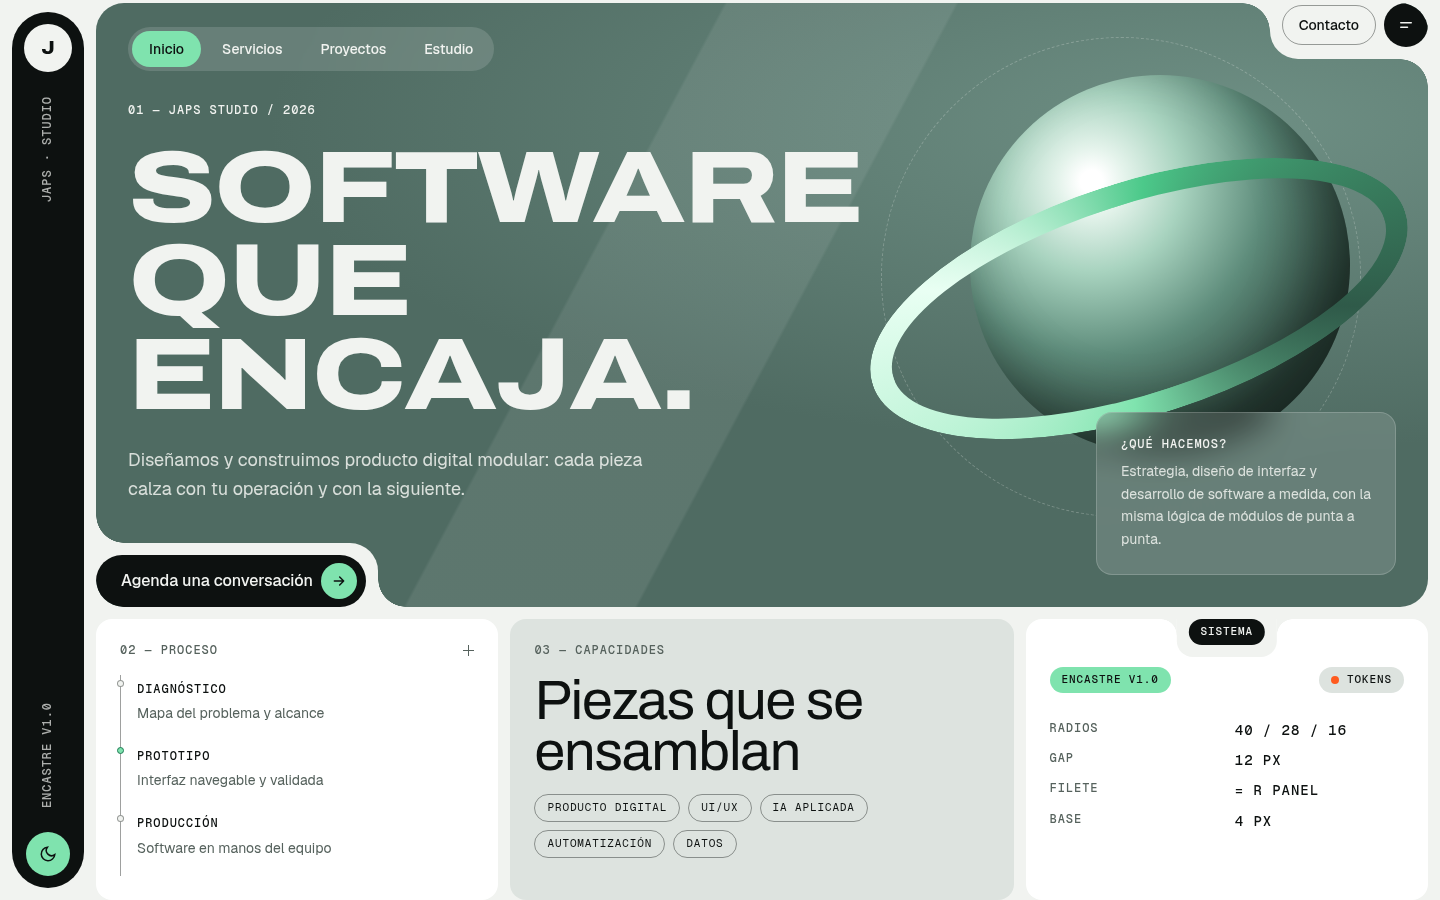 J
JAPS · STUDIO
ENCASTRE V1.0
Inicio
Servicios
Proyectos
Estudio
Contacto
01 — JAPS STUDIO / 2026
SOFTWARE
QUE
ENCAJA.
Diseñamos y construimos producto digital modular: cada pieza
calza con tu operación y con la siguiente.
¿QUÉ HACEMOS?
Estrategia, diseño de interfaz y
desarrollo de software a medida, con la
misma lógica de módulos de punta a
punta.
Agenda una conversación
02 — PROCESO
DIAGNÓSTICO
Mapa del problema y alcance
PROTOTIPO
Interfaz navegable y validada
PRODUCCIÓN
Software en manos del equipo
03 — CAPACIDADES
Piezas que se
ensamblan
PRODUCTO DIGITAL
UI/UX
IA APLICADA
AUTOMATIZACIÓN
DATOS
SISTEMA
ENCASTRE V1.0
TOKENS
RADIOS 40 / 28 / 16
GAP 12 PX
FILETE = R PANEL
BASE 4 PX